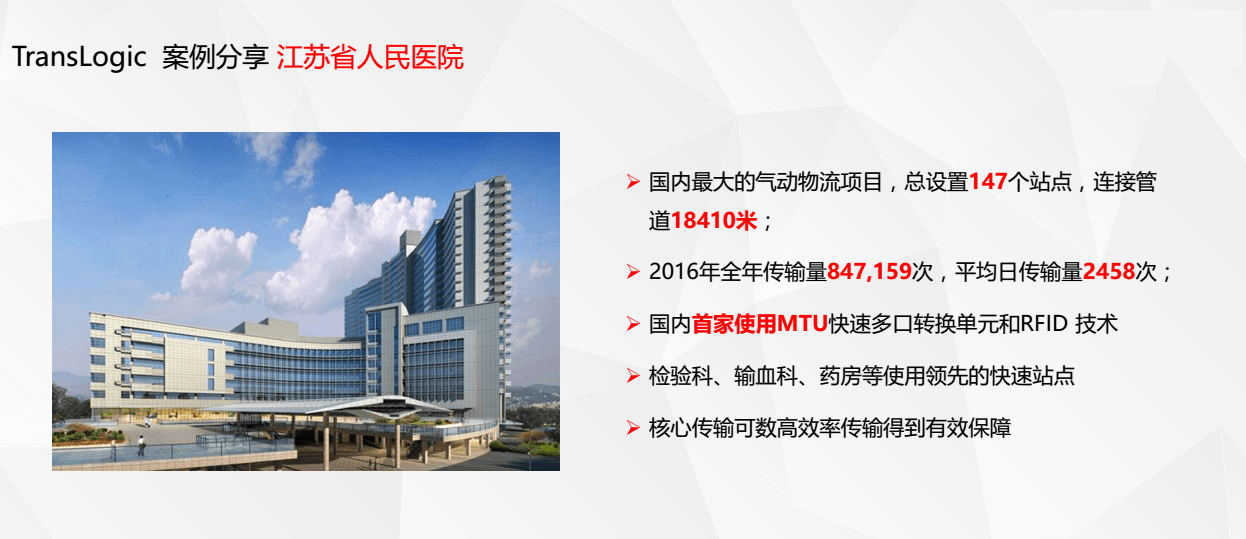 TransLogic 案例分享 江苏省人民医院
➢ 国内最大的气动物流项目，总设置147个站点，连接管
道18410米；
➢ 2016年全年传输量847,159次，平均日传输量2458次；
➢ 国内首家使用MTU快速多口转换单元和RFID 技术
➢ 检验科、输血科、药房等使用领先的快速站点
➢ 核心传输可数高效率传输得到有效保障